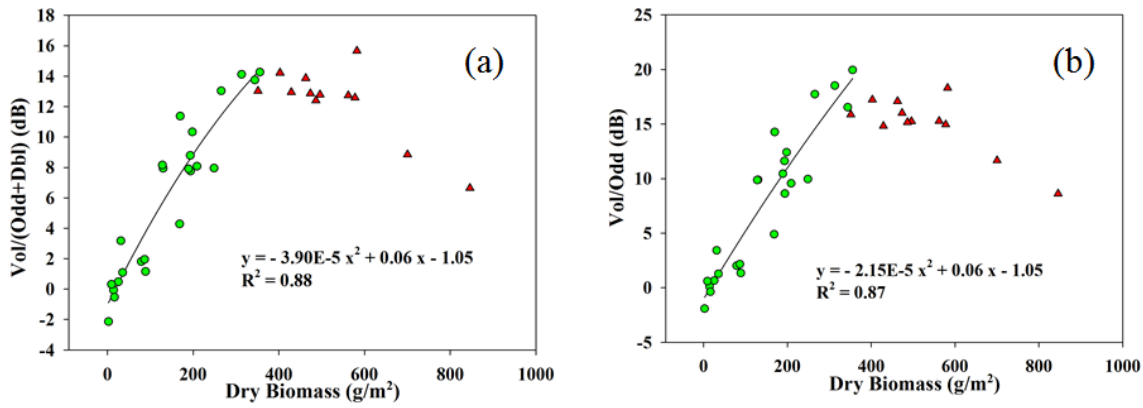 (a)
Vol/(Odd+Dbl) (dB)
18
16
14
12
10
8
6
4
2
0
-2
-4
y = - 3.90E-5 x² + 0.06 x - 1.05
R² = 0.88
0 200 400 600 800 1000
Dry Biomass (g/m²)
(b)
Vol/Odd (dB)
25
20
15
10
5
0
-5
y = - 2.15E-5 x² + 0.06 x - 1.05
R² = 0.87
0 200 400 600 800 1000
Dry Biomass (g/m²)